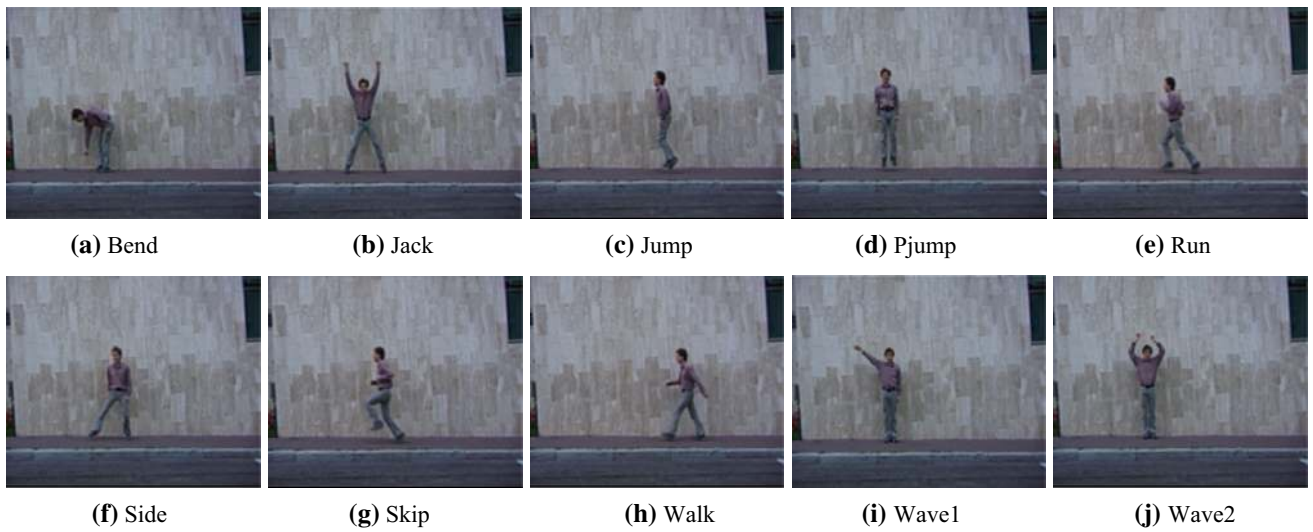 (a) Bend
(b) Jack
(c) Jump
(d) Pjump
(e) Run
(f) Side
(g) Skip
(h) Walk
(i) Wave1
(j) Wave2